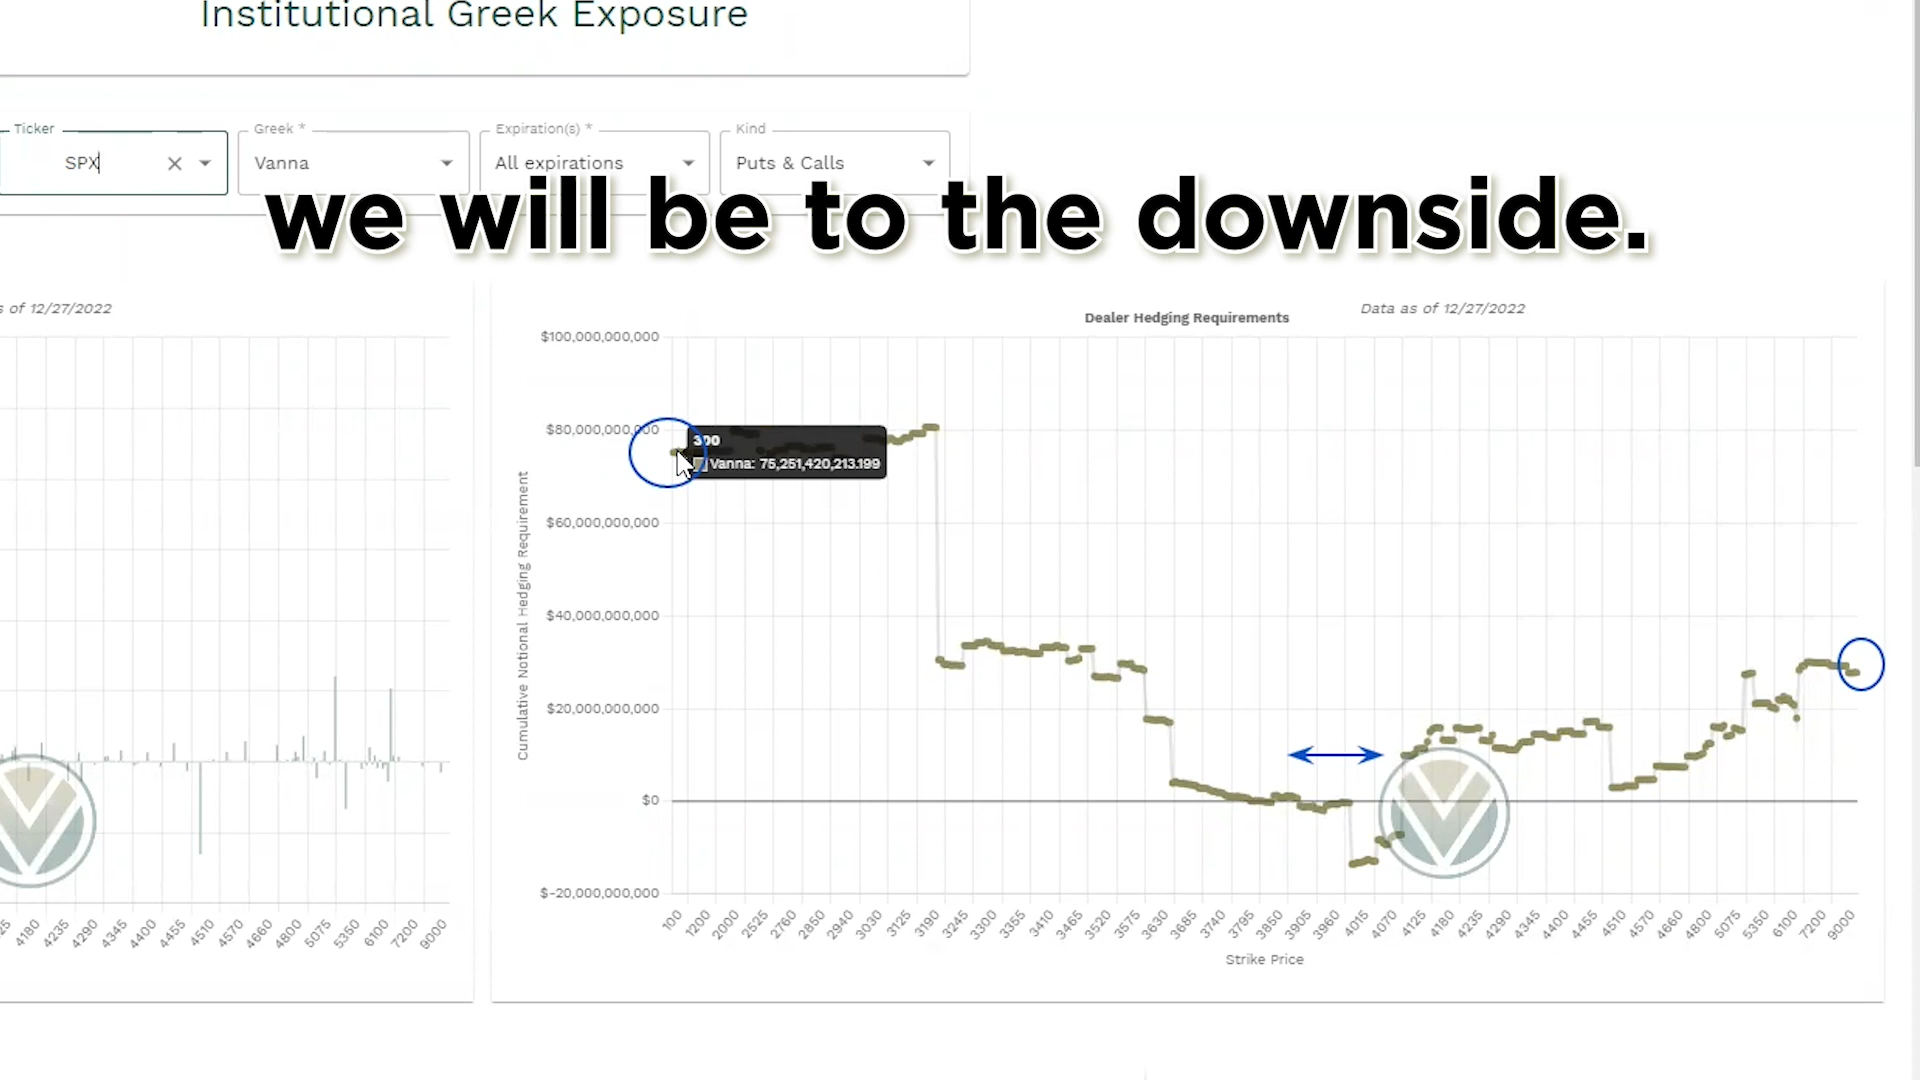 Institutional Greek Exposure
Ticker
Greek *
Expiration(s) *
Kind
SPX
Vanna
All expirations
Puts & Calls
we will be to the downside.
s of 12/27/2022
Dealer Hedging Requirements
Data as of 12/27/2022
$100,000,000,000
$80,000,000,000
$60,000,000,000
$40,000,000,000
$20,000,000,000
$0
$-20,000,000,000
Cumulative Notional Hedging Requirement
300
Vanna: 75,251,420,213.199
25 4180 4235 4290 4345 4400 4455 4510 4570 4660 4800 5075 5350 6100 7200 9000
100 1200 2000 2525 2760 2850 2940 3030 3125 3190 3245 3300 3355 3410 3465 3520 3575 3630 3685 3740 3795 3850 3905 3960 4015 4070 4125 4180 4235 4290 4345 4400 4455 4510 4570 4660 4800 5075 5350 6100 7200 9000
Strike Price